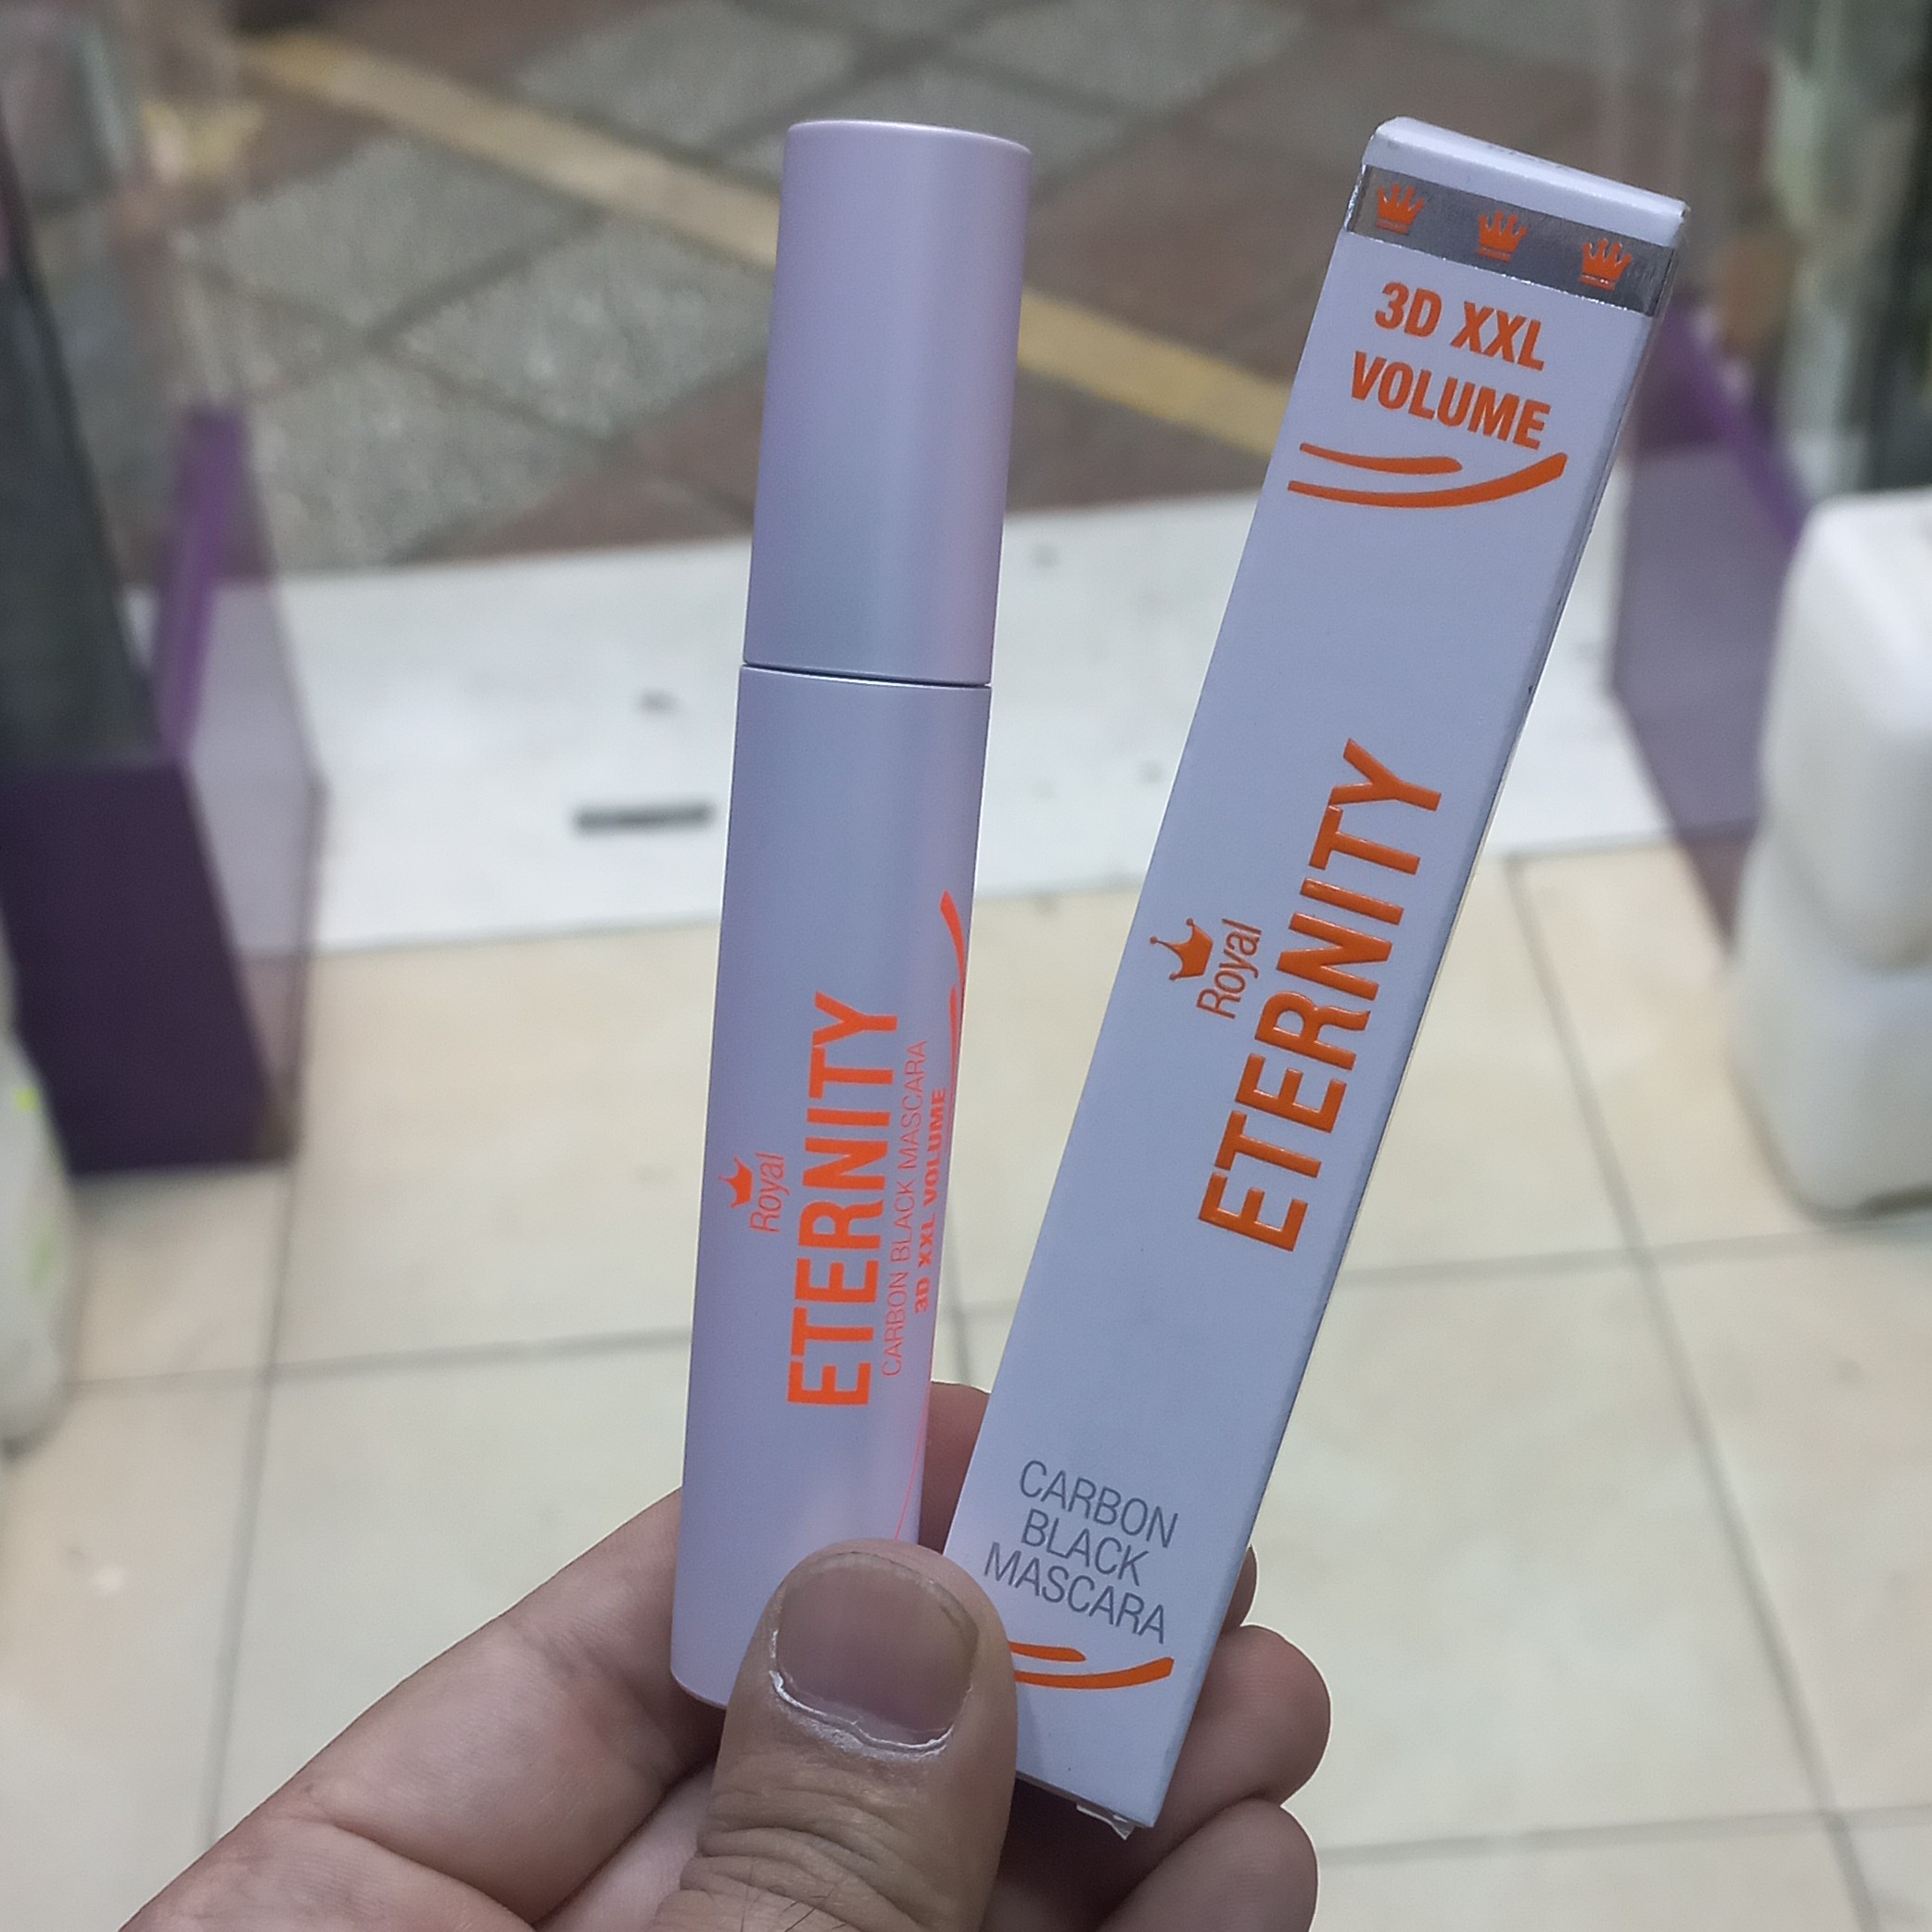 Royal
ETERNITY
CARBON BLACK MASCARA
3D XXL VOLUME
3D XXL
VOLUME
Royal
ETERNITY
CARBON
BLACK
MASCARA